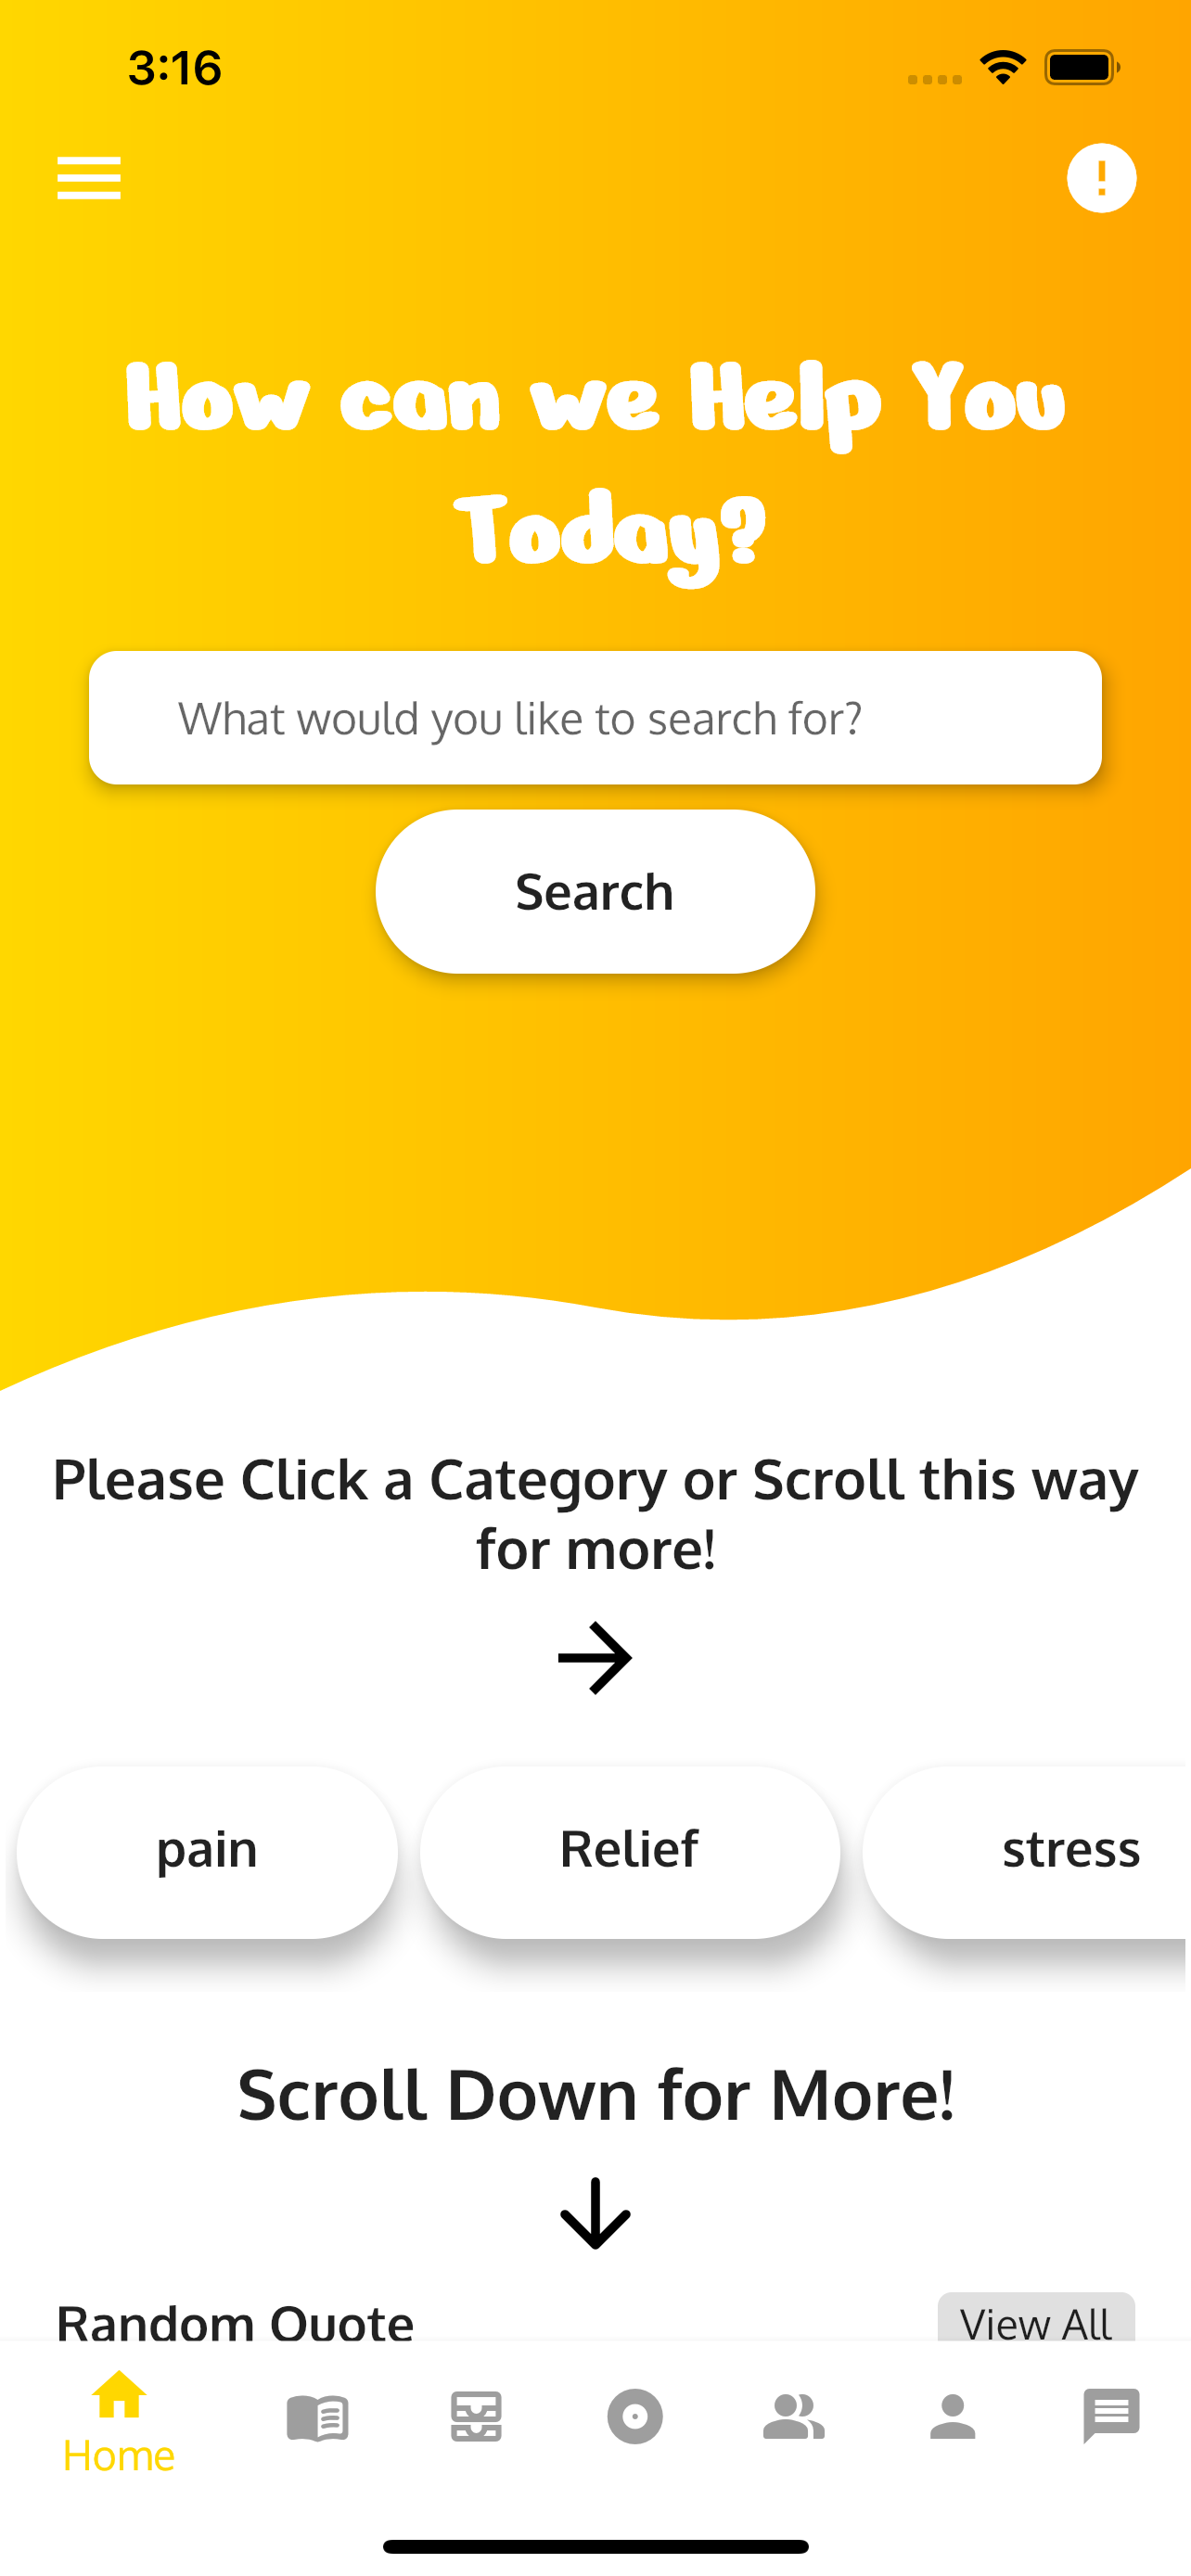 3:16
How can we Help You
Today?
What would you like to search for?
Search
Please Click a Category or Scroll this way
for more!
pain
Relief
stress
Scroll Down for More!
Random Quote
View All
Home